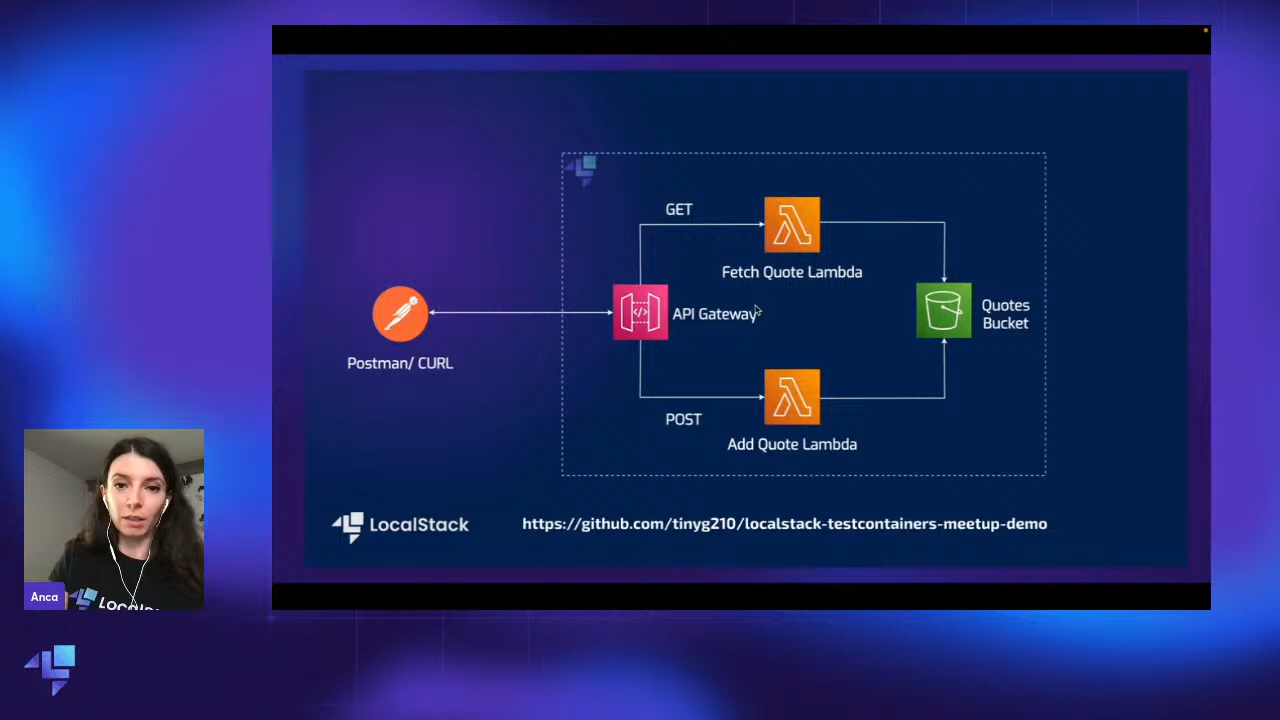 GET
Fetch Quote Lambda
API Gateway
Quotes
Bucket
Postman/ CURL
POST
Add Quote Lambda
LocalStack
https://github.com/tinyg210/localstack-testcontainers-meetup-demo
Anca
LocalStack